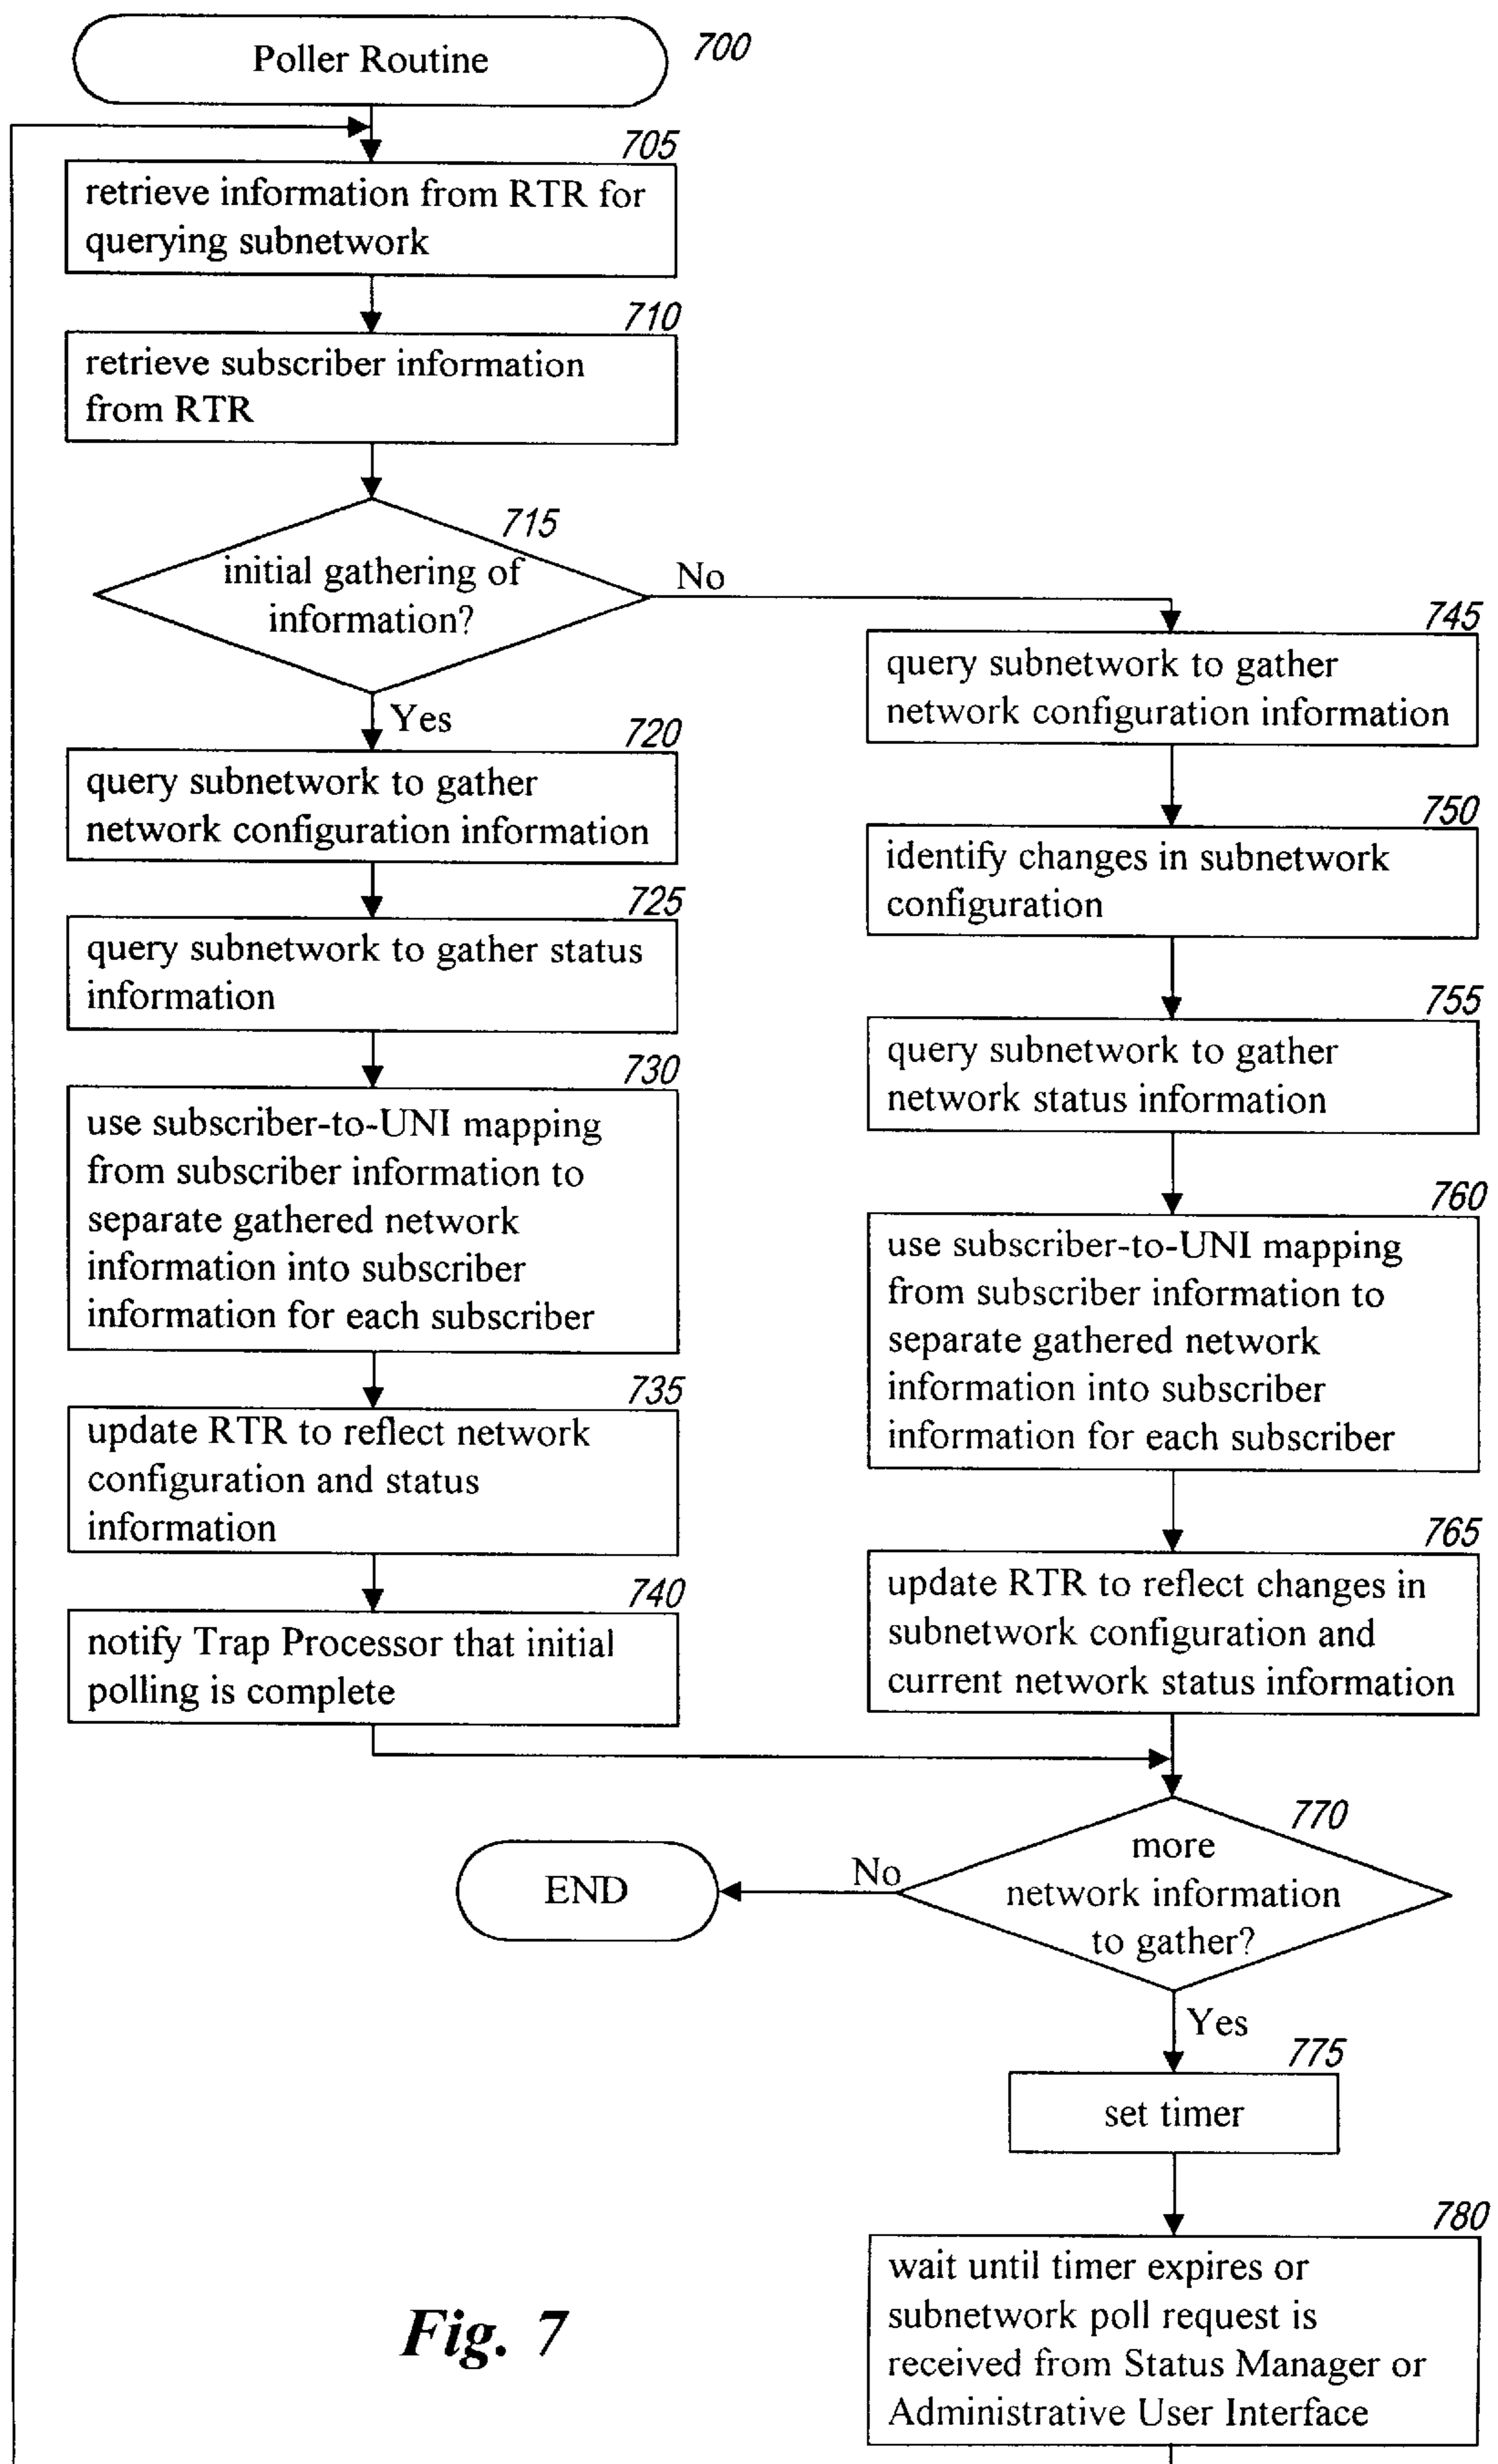 Poller Routine
700
705
retrieve information from RTR for
querying subnetwork
710
retrieve subscriber information
from RTR
715
initial gathering of
information?
No
Yes
720
query subnetwork to gather
network configuration information
725
query subnetwork to gather status
information
730
use subscriber-to-UNI mapping
from subscriber information to
separate gathered network
information into subscriber
information for each subscriber
735
update RTR to reflect network
configuration and status
information
740
notify Trap Processor that initial
polling is complete
745
query subnetwork to gather
network configuration information
750
identify changes in subnetwork
configuration
755
query subnetwork to gather
network status information
760
use subscriber-to-UNI mapping
from subscriber information to
separate gathered network
information into subscriber
information for each subscriber
765
update RTR to reflect changes in
subnetwork configuration and
current network status information
770
more
network information
to gather?
No
END
Yes
775
set timer
780
wait until timer expires or
subnetwork poll request is
received from Status Manager or
Administrative User Interface
Fig. 7